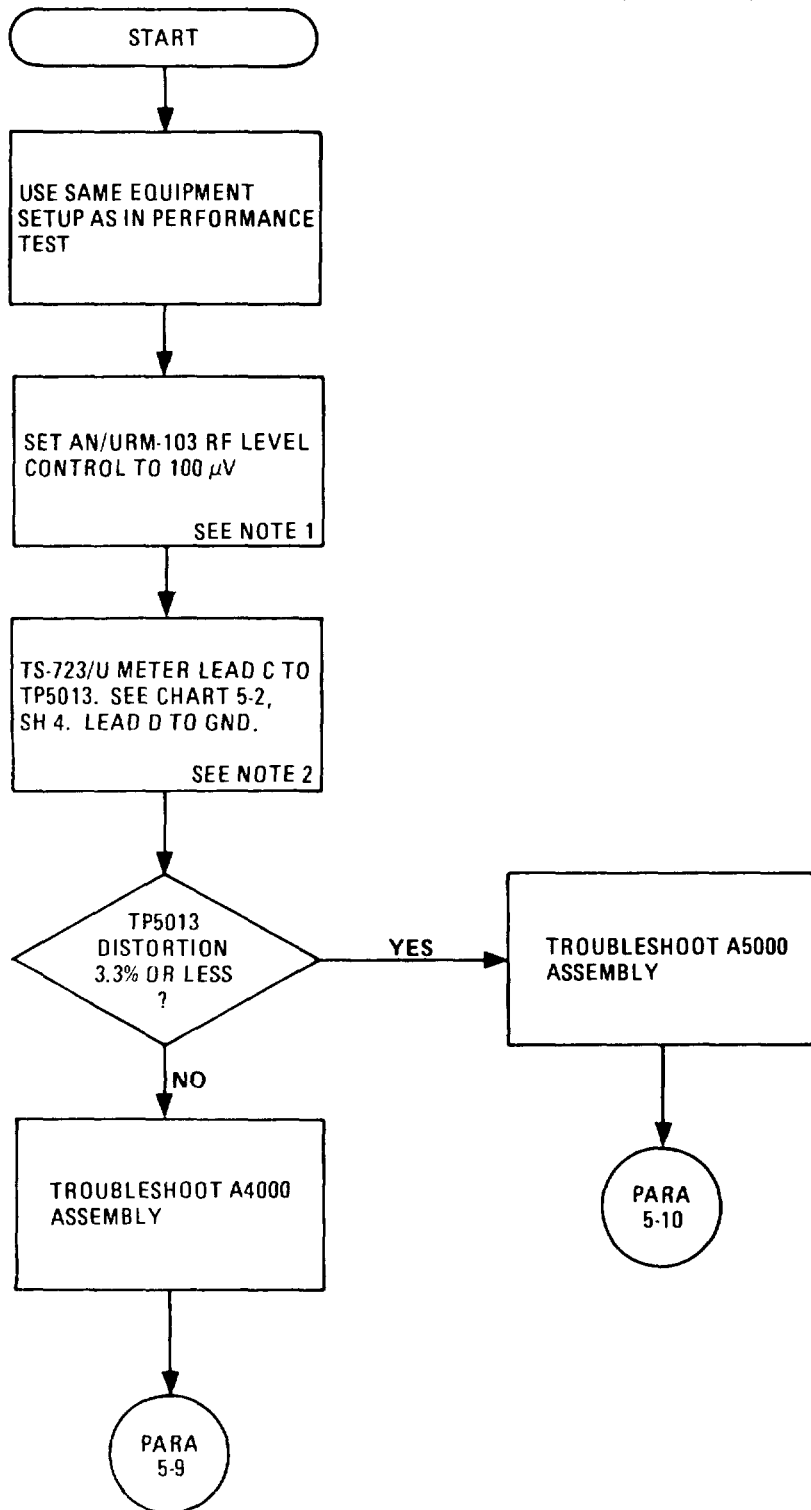 START
USE SAME EQUIPMENT
SETUP AS IN PERFORMANCE
TEST
SET AN/URM-103 RF LEVEL
CONTROL TO 100 μV
SEE NOTE 1
TS-723/U METER LEAD C TO
TP5013. SEE CHART 5-2,
SH 4. LEAD D TO GND.
SEE NOTE 2
TP5013
DISTORTION
3.3% OR LESS
?
YES
TROUBLESHOOT A5000
ASSEMBLY
PARA
5-10
NO
TROUBLESHOOT A4000
ASSEMBLY
PARA
5-9